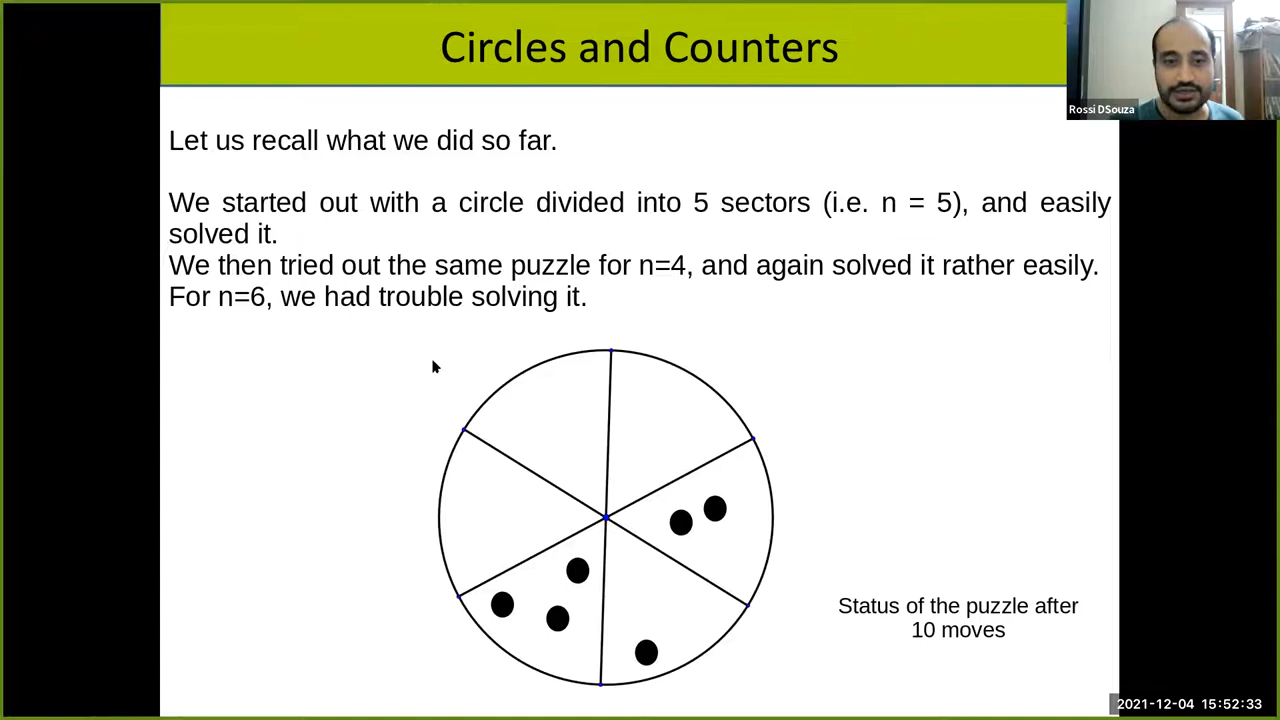 Circles and Counters
Rossi DSouza
Let us recall what we did so far.
We started out with a circle divided into 5 sectors (i.e. n = 5), and easily
solved it.
We then tried out the same puzzle for n=4, and again solved it rather easily.
For n=6, we had trouble solving it.
Status of the puzzle after
10 moves
2021-12-04 15:52:33